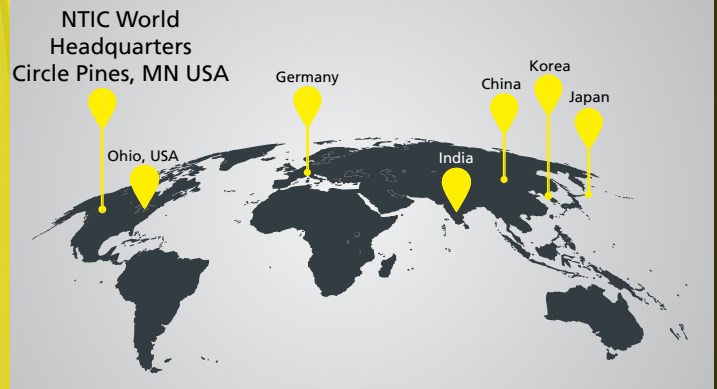 NTIC World
Headquarters
Circle Pines, MN USA
Germany
Korea
China
Japan
Ohio, USA
India